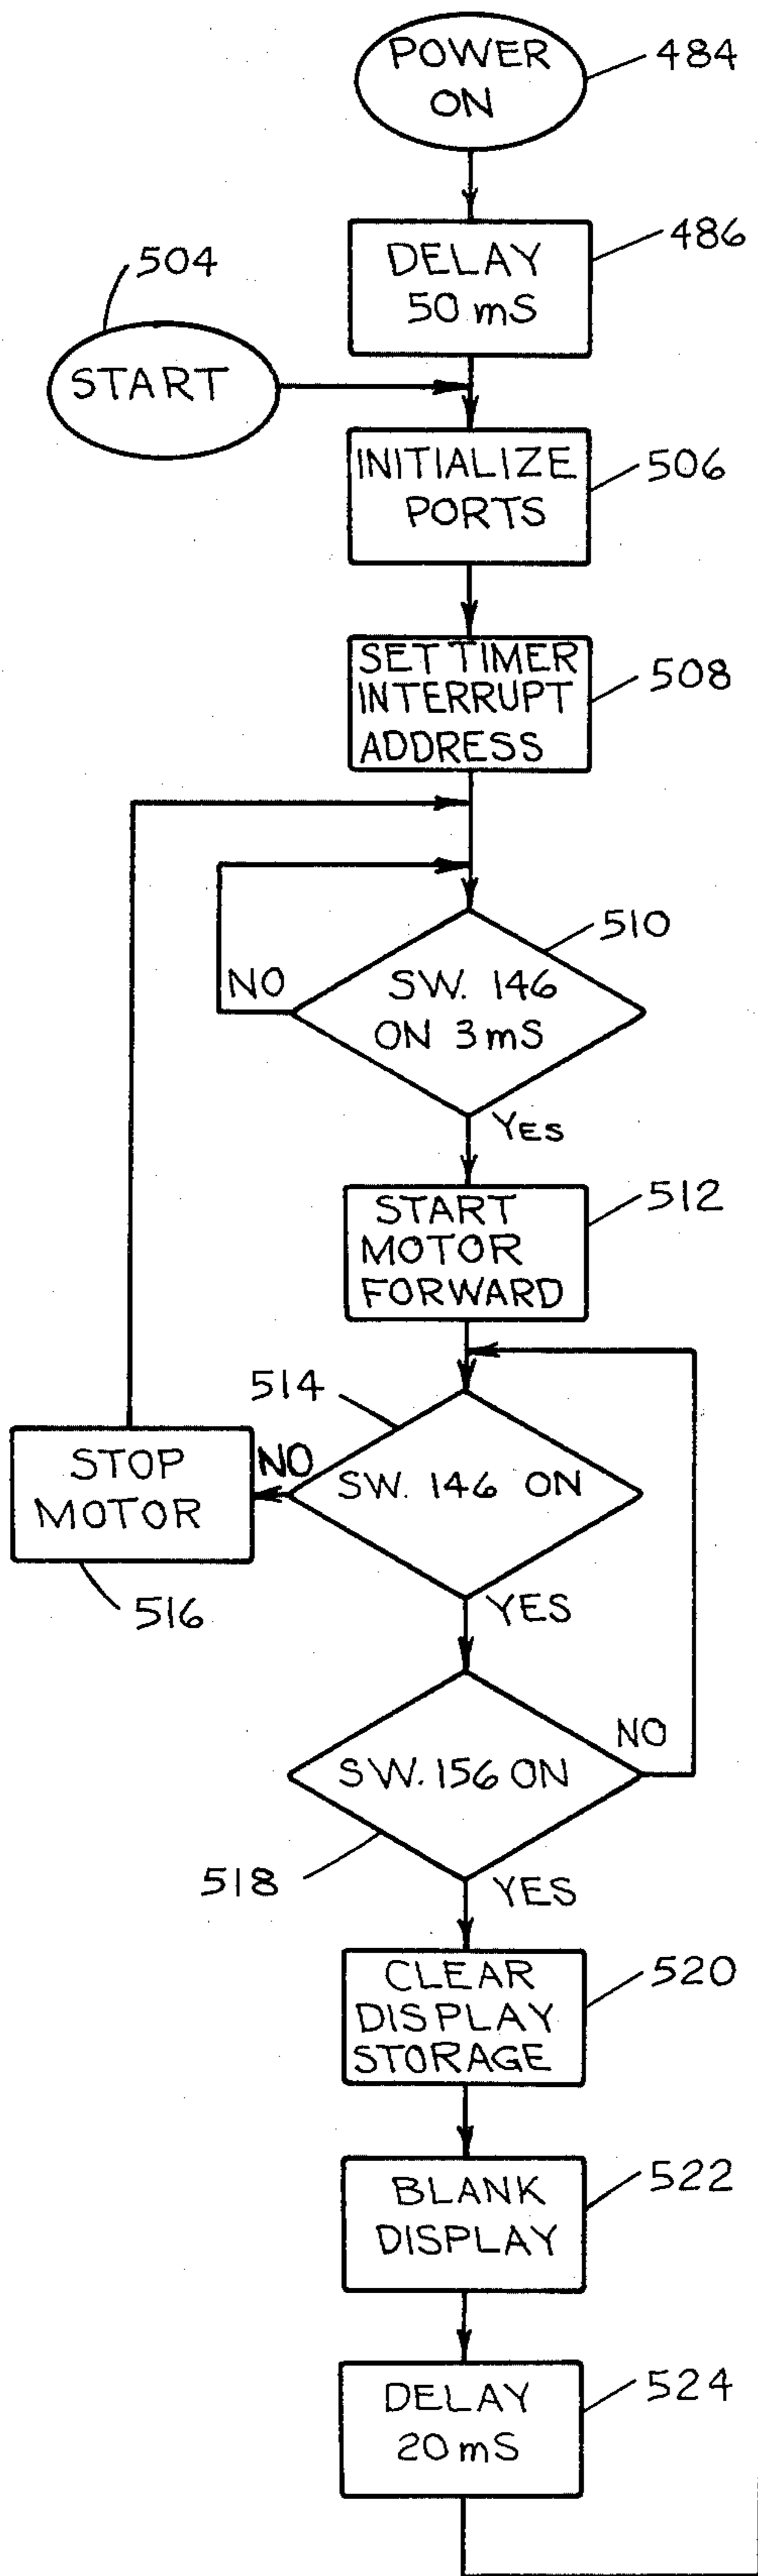 POWER
ON
484
DELAY
50 mS
486
504
START
INITIALIZE
PORTS
506
SET TIMER
INTERRUPT
ADDRESS
508
510
NO
SW. 146
ON 3 mS
YES
START
MOTOR
FORWARD
512
514
STOP
MOTOR
NO
SW. 146 ON
516
YES
NO
SW. 156 ON
518
YES
CLEAR
DISPLAY
STORAGE
520
BLANK
DISPLAY
522
DELAY
20 mS
524